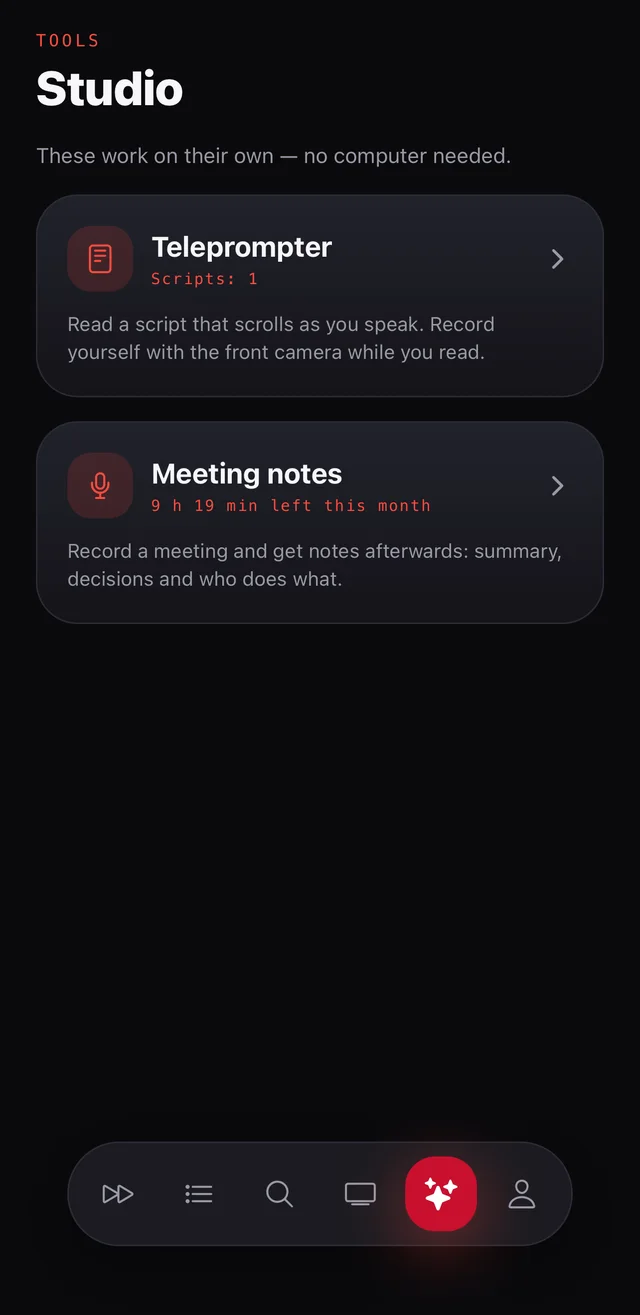 TOOLS
Studio
These work on their own — no computer needed.
Teleprompter
Scripts: 1
Read a script that scrolls as you speak. Record
yourself with the front camera while you read.
Meeting notes
9 h 19 min left this month
Record a meeting and get notes afterwards: summary,
decisions and who does what.